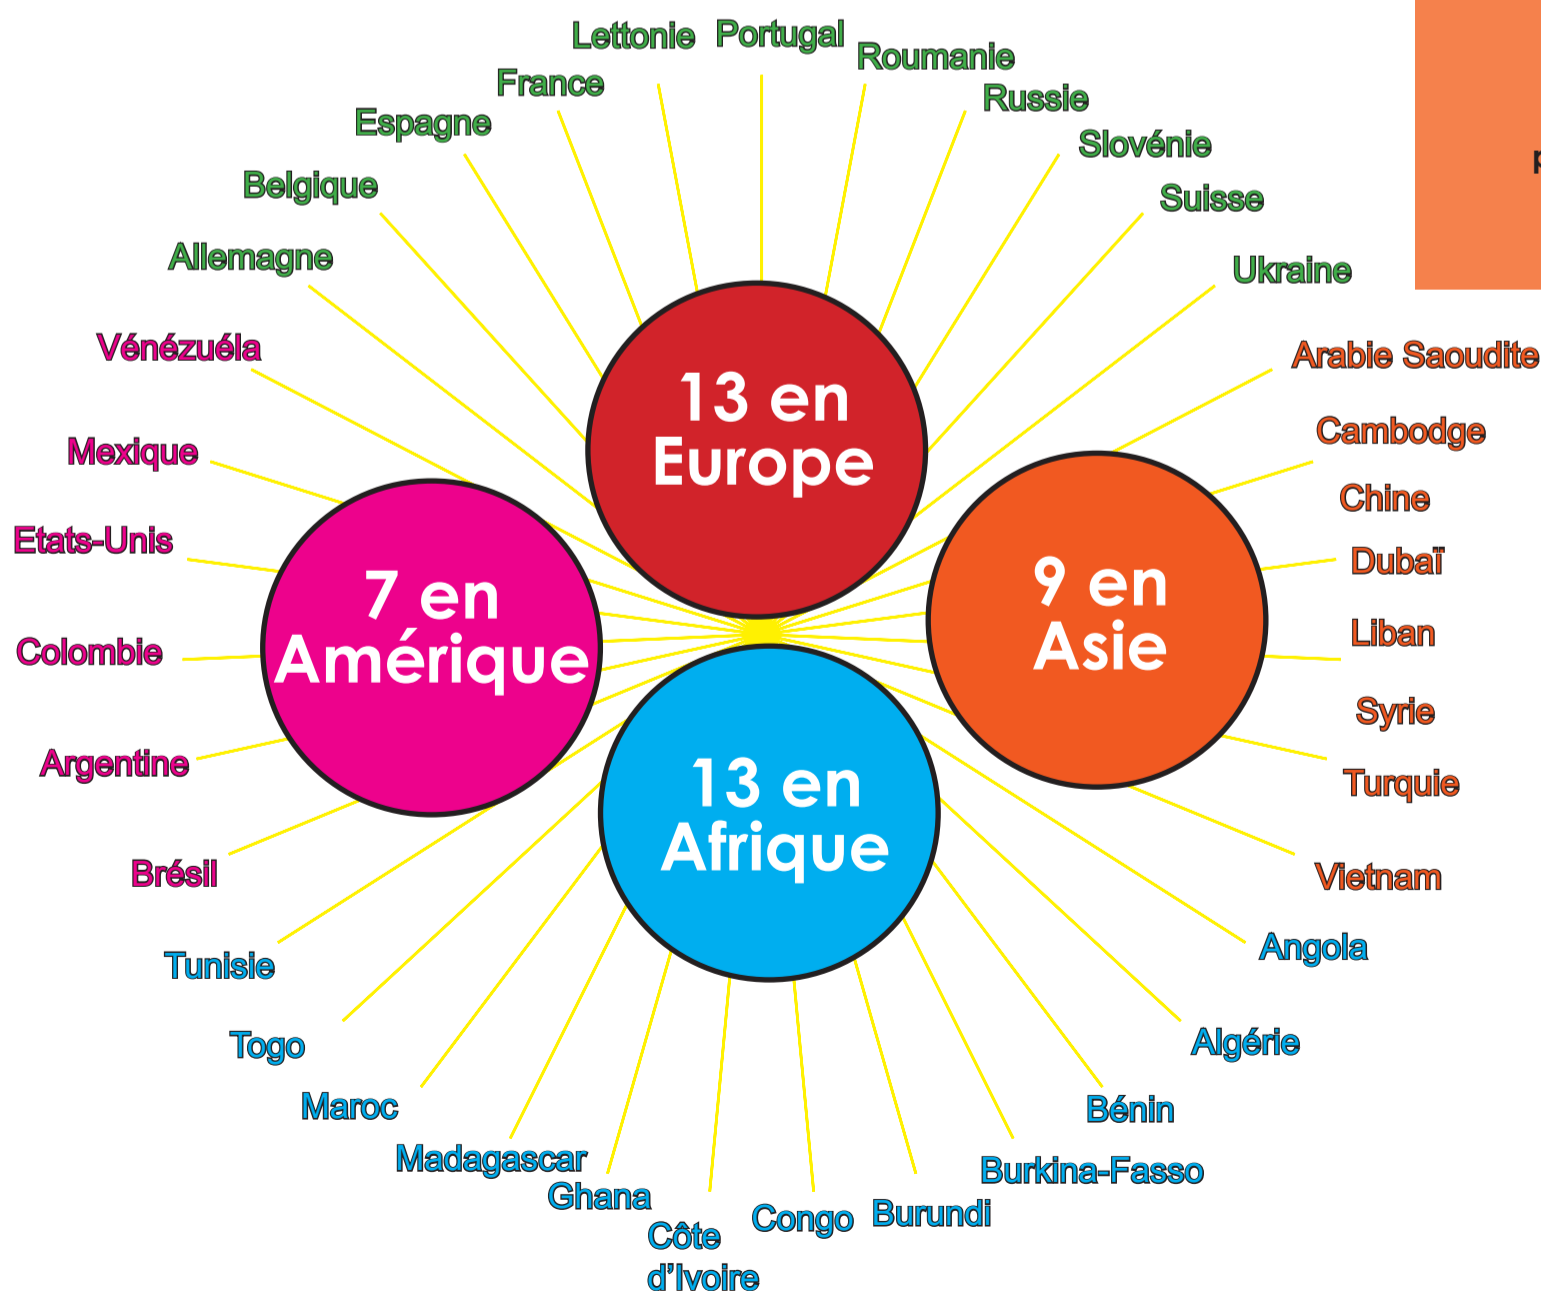 Lettonie
Portugal
Roumanie
France
Russie
Espagne
Slovénie
Belgique
Suisse
Allemagne
Ukraine
Vénézuéla
Arabie Saoudite
Mexique
Cambodge
Chine
Etats-Unis
Dubaï
Colombie
Liban
Argentine
Syrie
Turquie
Brésil
Vietnam
Tunisie
Angola
Togo
Algérie
Maroc
Bénin
Madagascar
Burkina-Fasso
Ghana
Burundi
Congo
Côte
d'Ivoire
13 en
Europe
7 en
Amérique
9 en
Asie
13 en
Afrique